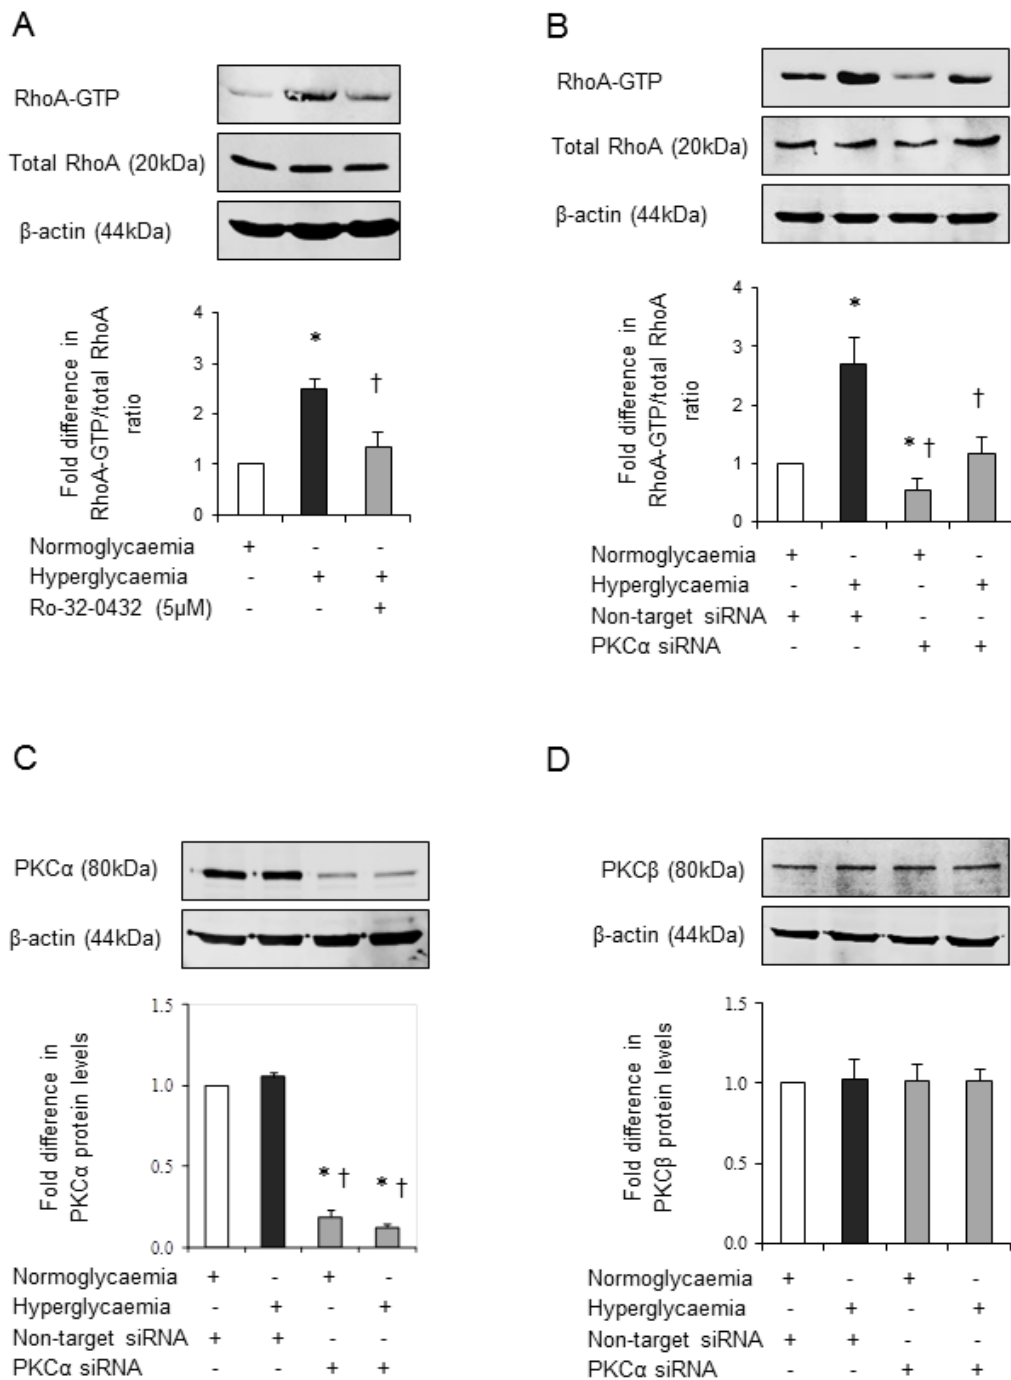 A
RhoA-GTP
Total RhoA (20kDa)
β-actin (44kDa)
Fold difference in
RhoA-GTP/total RhoA
ratio
4
3
2
1
0
*
†
Normoglycaemia + - -
Hyperglycaemia - + +
Ro-32-0432 (5µM) - - +
B
RhoA-GTP
Total RhoA (20kDa)
β-actin (44kDa)
Fold difference in
RhoA-GTP/total RhoA
ratio
4
3
2
1
0
*
* †
†
Normoglycaemia + - + -
Hyperglycaemia - + - +
Non-target siRNA + + - -
PKCα siRNA - - + +
C
PKCα (80kDa)
β-actin (44kDa)
Fold difference in
PKCα protein levels
1.5
1.0
0.5
0.0
* †
* †
Normoglycaemia + - + -
Hyperglycaemia - + - +
Non-target siRNA + + - -
PKCα siRNA - - + +
D
PKCβ (80kDa)
β-actin (44kDa)
Fold difference in
PKCβ protein levels
1.5
1.0
0.5
0.0
Normoglycaemia + - + -
Hyperglycaemia - + - +
Non-target siRNA + + - -
PKCα siRNA - - + +